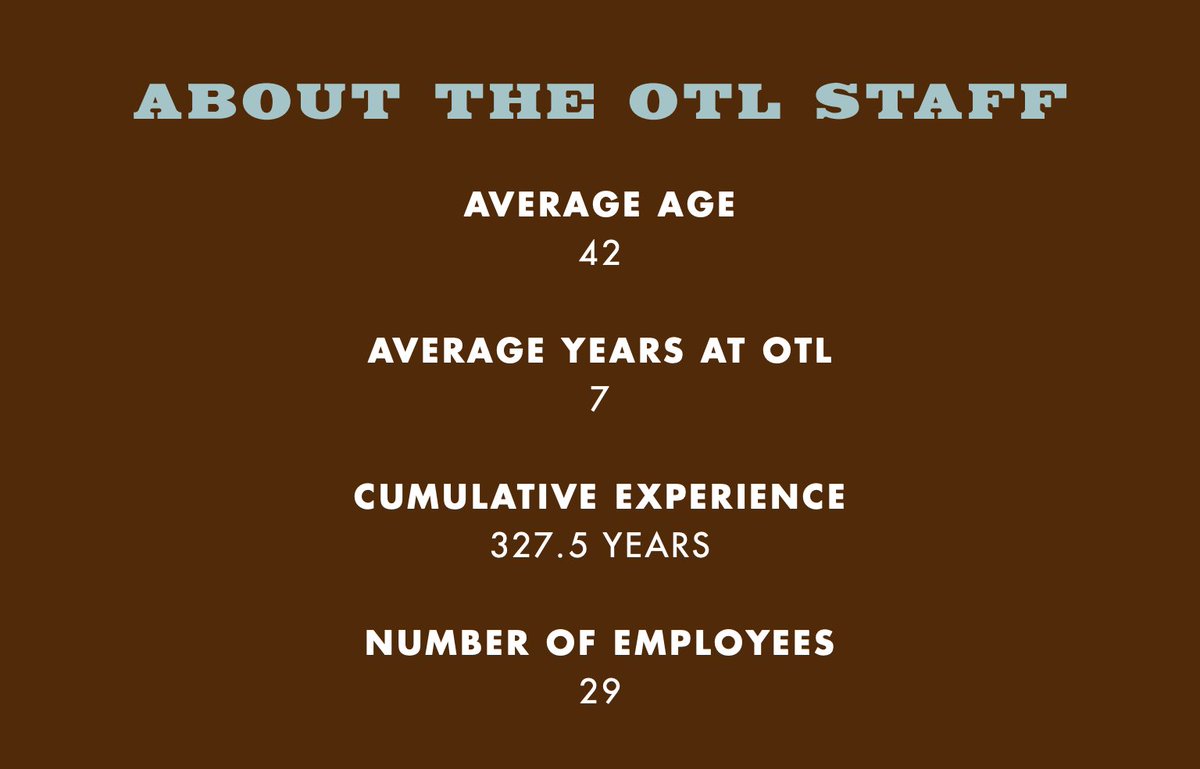 ABOUT THE OTL STAFF
AVERAGE AGE
42
AVERAGE YEARS AT OTL
7
CUMULATIVE EXPERIENCE
327.5 YEARS
NUMBER OF EMPLOYEES
29